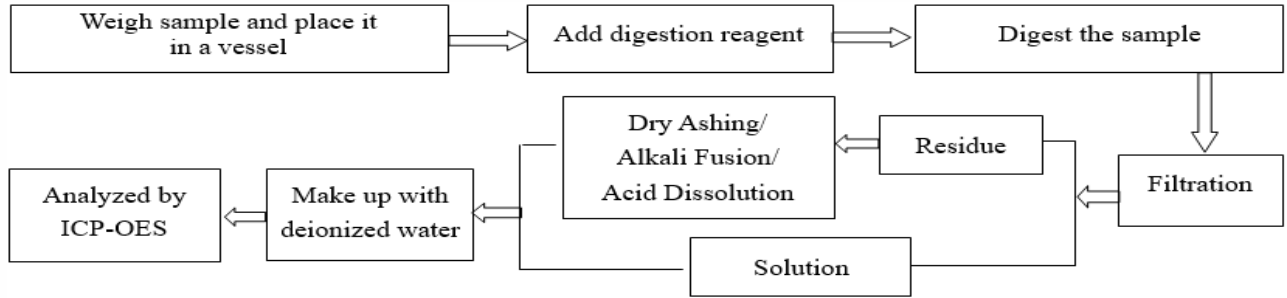 Weigh sample and place it
in a vessel
Add digestion reagent
Digest the sample
Filtration
Residue
Dry Ashing/
Alkali Fusion/
Acid Dissolution
Solution
Make up with
deionized water
Analyzed by
ICP-OES